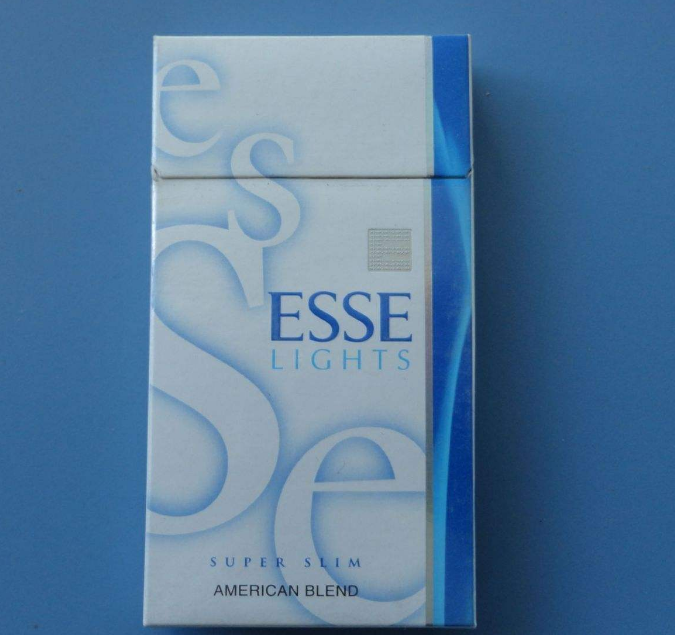 e
s
s
e
ESSE
LIGHTS
SUPER SLIM
AMERICAN BLEND